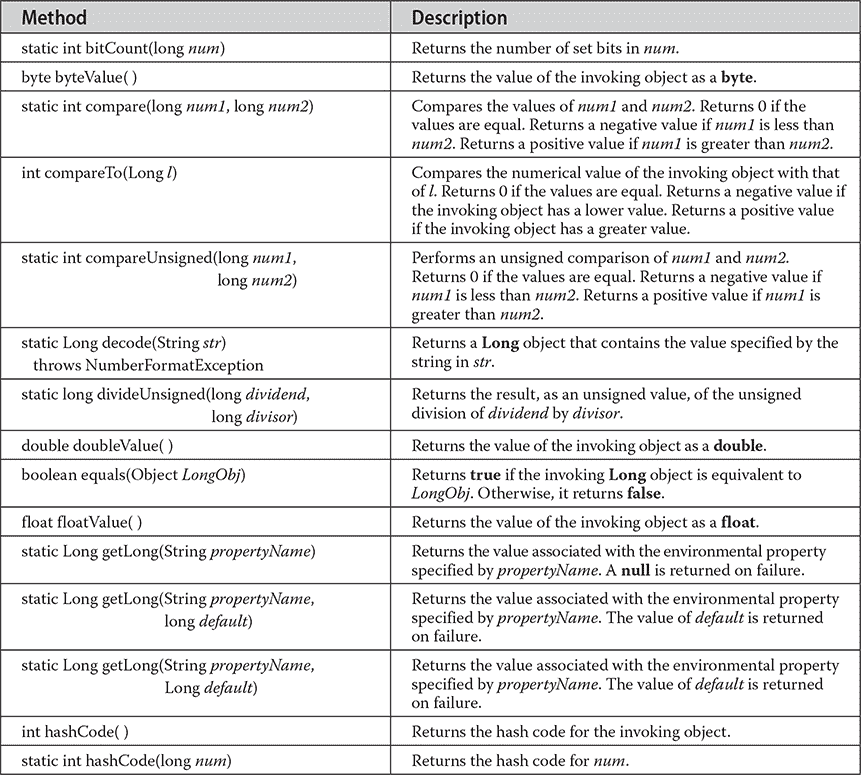 Method Description
static int bitCount(long num) Returns the number of set bits in num.
byte byteValue( ) Returns the value of the invoking object as a byte.
static int compare(long num1, long num2) Compares the values of num1 and num2. Returns 0 if the
values are equal. Returns a negative value if num1 is less than
num2. Returns a positive value if num1 is greater than num2.
int compareTo(Long l) Compares the numerical value of the invoking object with that
of l. Returns 0 if the values are equal. Returns a negative value if
the invoking object has a lower value. Returns a positive value
if the invoking object has a greater value.
static int compareUnsigned(long num1, Performs an unsigned comparison of num1 and num2.
long num2) Returns 0 if the values are equal. Returns a negative value if
num1 is less than num2. Returns a positive value if num1 is
greater than num2.
static Long decode(String str) Returns a Long object that contains the value specified by the
throws NumberFormatException string in str.
static long divideUnsigned(long dividend, Returns the result, as an unsigned value, of the unsigned
long divisor) division of dividend by divisor.
double doubleValue( ) Returns the value of the invoking object as a double.
boolean equals(Object LongObj) Returns true if the invoking Long object is equivalent to
LongObj. Otherwise, it returns false.
float floatValue( ) Returns the value of the invoking object as a float.
static Long getLong(String propertyName) Returns the value associated with the environmental property
specified by propertyName. A null is returned on failure.
static Long getLong(String propertyName, Returns the value associated with the environmental property
long default) specified by propertyName. The value of default is returned
on failure.
static Long getLong(String propertyName, Returns the value associated with the environmental property
Long default) specified by propertyName. The value of default is returned
on failure.
int hashCode( ) Returns the hash code for the invoking object.
static int hashCode(long num) Returns the hash code for num.